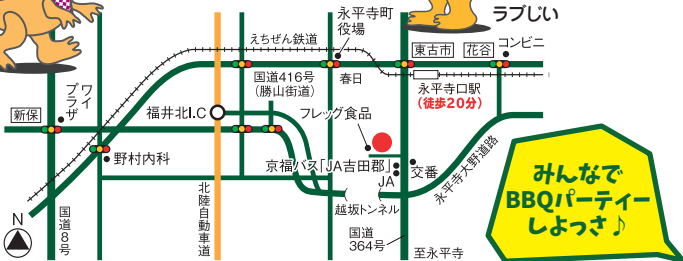 ラブじい
永平寺町
役場
えちぜん鉄道
東古市
花谷
コンビニ
国道416号
(勝山街道)
春日
永平寺口駅
(徒歩20分)
ワイ
プラザ
新保
福井北I.C
フレッグ食品
野村内科
京福バス「JA吉田郡」
JA
交番
永平寺大野道路
越坂トンネル
北陸自動車道
国道8号
国道
364号
至永平寺
N
みんなで
BBQパーティー
しよっさ♪